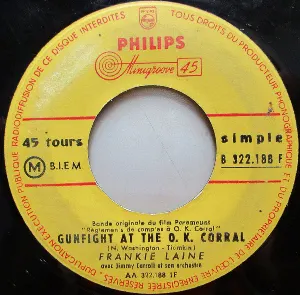 PHILIPS
Minigroove 45
45 tours
simple
M B.I.E.M
B 322.188 F
Bande originale du film Paramount
"Règlements de comptes à O. K. Corral"
GUNFIGHT AT THE O. K. CORRAL
(N. Washington - Tiomkin)
FRANKIE LAINE
avec Jimmy Carroll et son orchestre
AA 322.188 1F
TOUS DROITS DU PRODUCTEUR PHONOGRAPHIQUE ET DU PROPRIETAIRE DE L'ŒUVRE ENREGISTREE RESERVES
DUPLICATION EXECUTION PUBLIQUE RADIODIFFUSION DE CE DISQUE INTERDITES